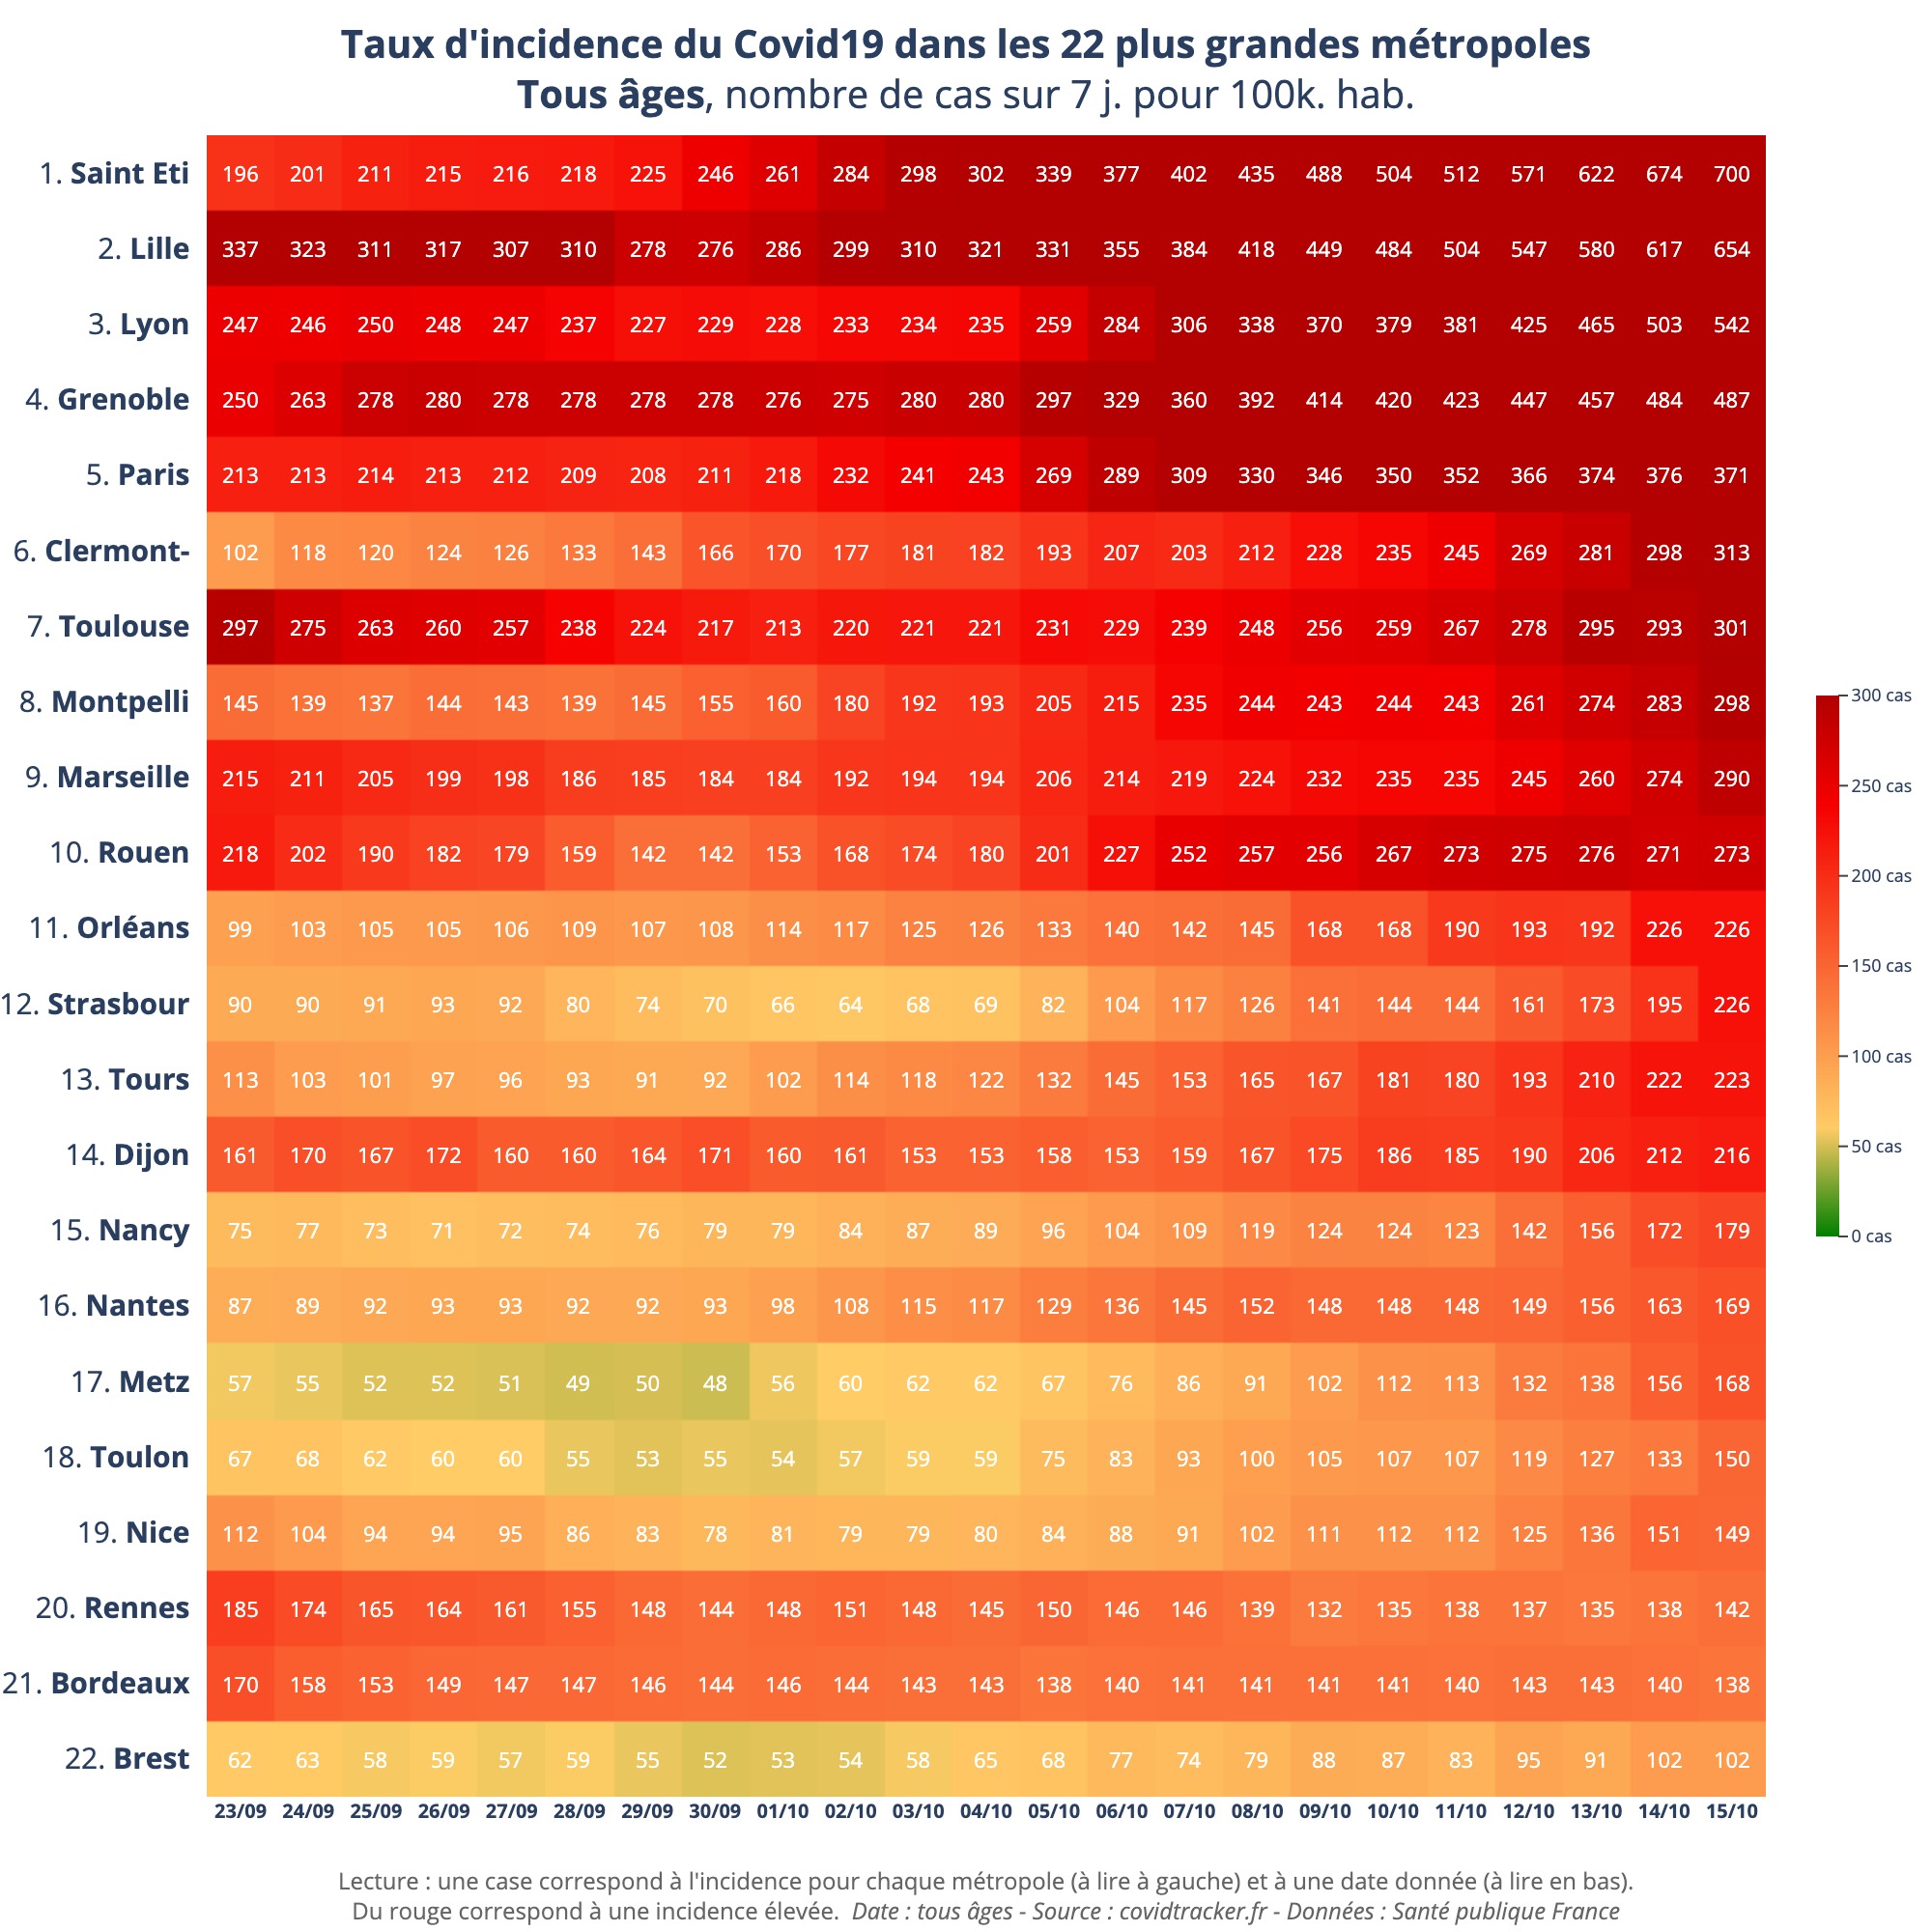 Taux d'incidence du Covid19 dans les 22 plus grandes métropoles
Tous âges, nombre de cas sur 7 j. pour 100k. hab.
1. Saint Eti 196 201 211 215 216 218 225 246 261 284 298 302 339 377 402 435 488 504 512 571 622 674 700
2. Lille 337 323 311 317 307 310 278 276 286 299 310 321 331 355 384 418 449 484 504 547 580 617 654
3. Lyon 247 246 250 248 247 237 227 229 228 233 234 235 259 284 306 338 370 379 381 425 465 503 542
4. Grenoble 250 263 278 280 278 278 278 278 276 275 280 280 297 329 360 392 414 420 423 447 457 484 487
5. Paris 213 213 214 213 212 209 208 211 218 232 241 243 269 289 309 330 346 350 352 366 374 376 371
6. Clermont- 102 118 120 124 126 133 143 166 170 177 181 182 193 207 203 212 228 235 245 269 281 298 313
7. Toulouse 297 275 263 260 257 238 224 217 213 220 221 221 231 229 239 248 256 259 267 278 295 293 301
8. Montpelli 145 139 137 144 143 139 145 155 160 180 192 193 205 215 235 244 243 244 243 261 274 283 298
9. Marseille 215 211 205 199 198 186 185 184 184 192 194 194 206 214 219 224 232 235 235 245 260 274 290
10. Rouen 218 202 190 182 179 159 142 142 153 168 174 180 201 227 252 257 256 267 273 275 276 271 273
11. Orléans 99 103 105 105 106 109 107 108 114 117 125 126 133 140 142 145 168 168 190 193 192 226 226
12. Strasbour 90 90 91 93 92 80 74 70 66 64 68 69 82 104 117 126 141 144 144 161 173 195 226
13. Tours 113 103 101 97 96 93 91 92 102 114 118 122 132 145 153 165 167 181 180 193 210 222 223
14. Dijon 161 170 167 172 160 160 164 171 160 161 153 153 158 153 159 167 175 186 185 190 206 212 216
15. Nancy 75 77 73 71 72 74 76 79 79 84 87 89 96 104 109 119 124 124 123 142 156 172 179
16. Nantes 87 89 92 93 93 92 92 93 98 108 115 117 129 136 145 152 148 148 148 149 156 163 169
17. Metz 57 55 52 52 51 49 50 48 56 60 62 62 67 76 86 91 102 112 113 132 138 156 168
18. Toulon 67 68 62 60 60 55 53 55 54 57 59 59 75 83 93 100 105 107 107 119 127 133 150
19. Nice 112 104 94 94 95 86 83 78 81 79 79 80 84 88 91 102 111 112 112 125 136 151 149
20. Rennes 185 174 165 164 161 155 148 144 148 151 148 145 150 146 146 139 132 135 138 137 135 138 142
21. Bordeaux 170 158 153 149 147 147 146 144 146 144 143 143 138 140 141 141 141 141 140 143 143 140 138
22. Brest 62 63 58 59 57 59 55 52 53 54 58 65 68 77 74 79 88 87 83 95 91 102 102
23/09 24/09 25/09 26/09 27/09 28/09 29/09 30/09 01/10 02/10 03/10 04/10 05/10 06/10 07/10 08/10 09/10 10/10 11/10 12/10 13/10 14/10 15/10
300 cas
250 cas
200 cas
150 cas
100 cas
50 cas
0 cas
Lecture : une case correspond à l'incidence pour chaque métropole (à lire à gauche) et à une date donnée (à lire en bas).
Du rouge correspond à une incidence élevée. Date : tous âges - Source : covidtracker.fr - Données : Santé publique France